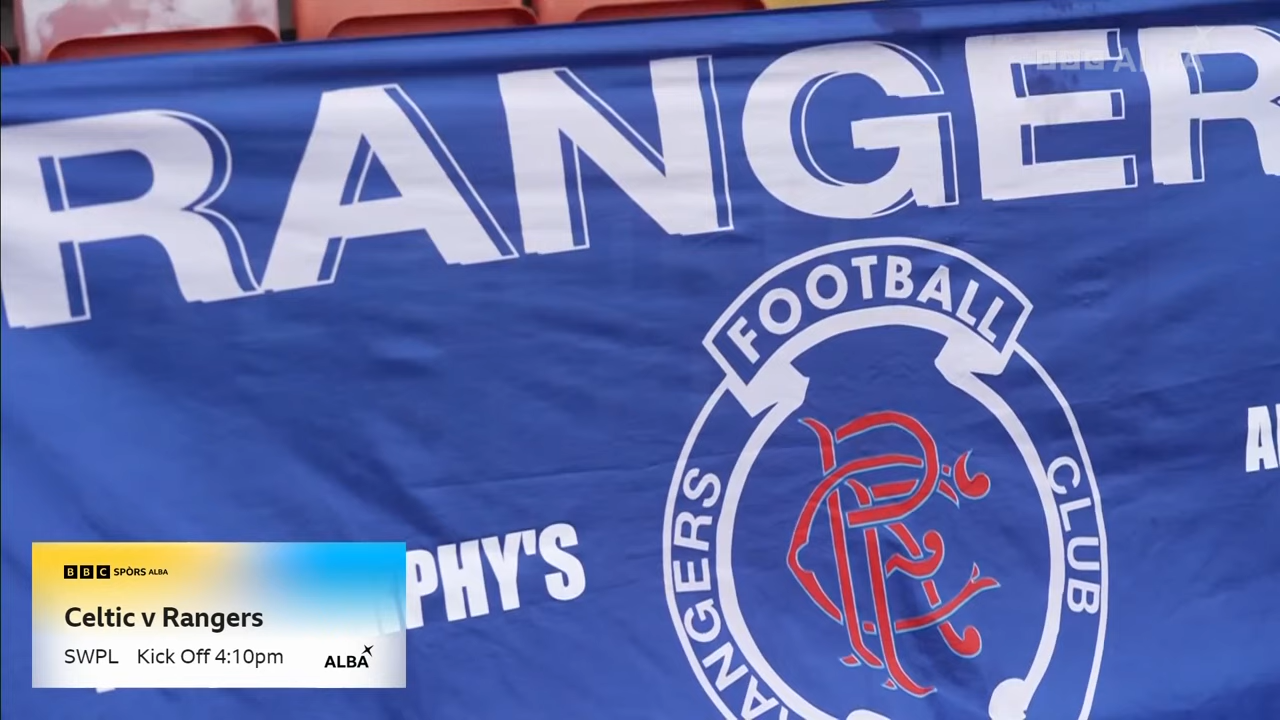 RANGER
BBC ALBA
FOOTBALL
RANGERS
CLUB
PHY'S
BBC SPÒRS ALBA
Celtic v Rangers
SWPL Kick Off 4:10pm
ALBA